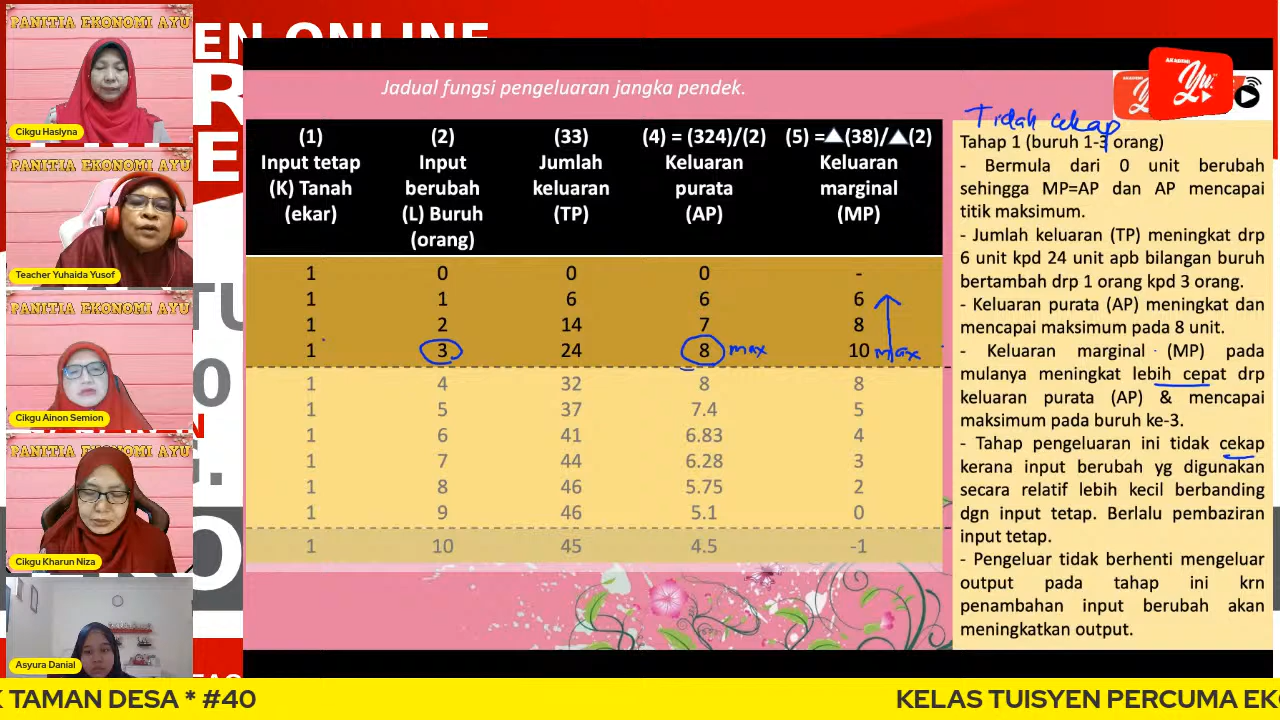 EN ONLINE
PANITIA EKONOMI AYU
Cikgu Haslyna
PANITIA EKONOMI AYU
Teacher Yuhaida Yusof
PANITIA EKONOMI AYU
Cikgu Ainon Semion
PANITIA EKONOMI AYU
Cikgu Kharun Niza
Asyura Danial
Jadual fungsi pengeluaran jangka pendek.
(1) (2) (33) (4) = (324)/(2) (5) =▲(38)/▲(2)
Input tetap Input Jumlah Keluaran Keluaran
(K) Tanah berubah keluaran purata marginal
(ekar) (L) Buruh (TP) (AP) (MP)
(orang)
1 0 0 0 -
1 1 6 6 6
1 2 14 7 8
1 3 24 8 max 10 max
1 4 32 8 8
1 5 37 7.4 5
1 6 41 6.83 4
1 7 44 6.28 3
1 8 46 5.75 2
1 9 46 5.1 0
1 10 45 4.5 -1
Tidak cekap
Tahap 1 (buruh 1-3 orang)
- Bermula dari 0 unit berubah
sehingga MP=AP dan AP mencapai
titik maksimum.
- Jumlah keluaran (TP) meningkat drp
6 unit kpd 24 unit apb bilangan buruh
bertambah drp 1 orang kpd 3 orang.
- Keluaran purata (AP) meningkat dan
mencapai maksimum pada 8 unit.
- Keluaran marginal (MP) pada
mulanya meningkat lebih cepat drp
keluaran purata (AP) & mencapai
maksimum pada buruh ke-3.
- Tahap pengeluaran ini tidak cekap
kerana input berubah yg digunakan
secara relatif lebih kecil berbanding
dgn input tetap. Berlalu pembaziran
input tetap.
- Pengeluar tidak berhenti mengeluar
output pada tahap ini krn
penambahan input berubah akan
meningkatkan output.
K TAMAN DESA * #40 KELAS TUISYEN PERCUMA EKO